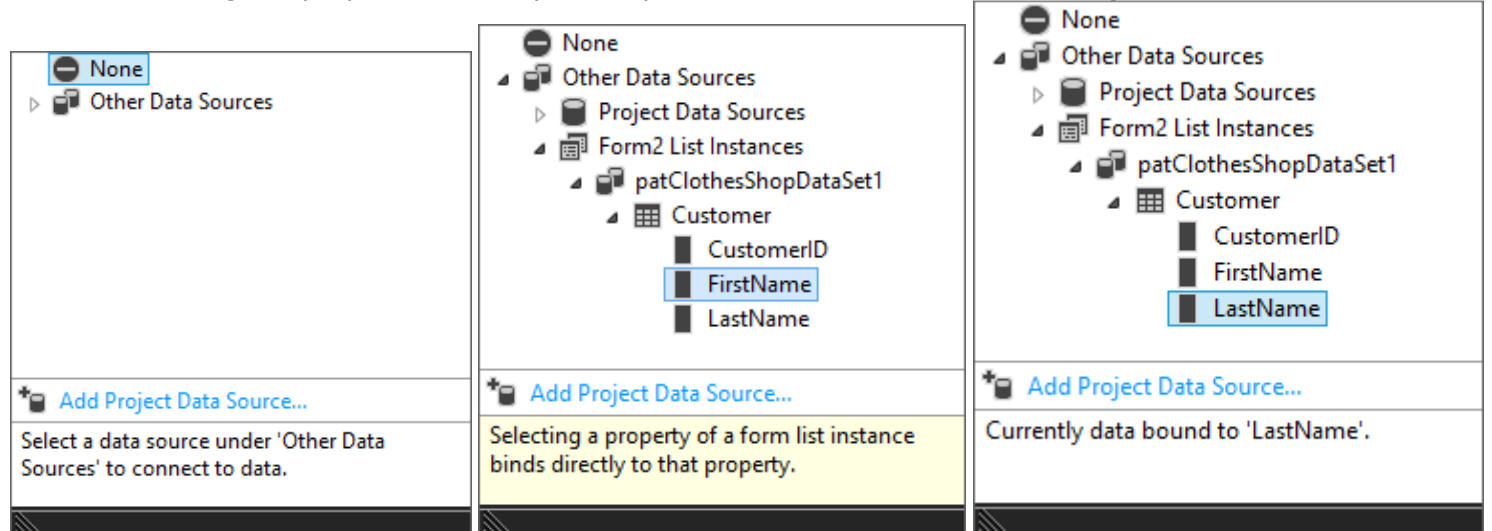 None
Other Data Sources
Add Project Data Source...
Select a data source under 'Other Data
Sources' to connect to data.
None
Other Data Sources
Project Data Sources
Form2 List Instances
patClothesShopDataSet1
Customer
CustomerID
FirstName
LastName
Add Project Data Source...
Selecting a property of a form list instance
binds directly to that property.
None
Other Data Sources
Project Data Sources
Form2 List Instances
patClothesShopDataSet1
Customer
CustomerID
FirstName
LastName
Add Project Data Source...
Currently data bound to 'LastName'.